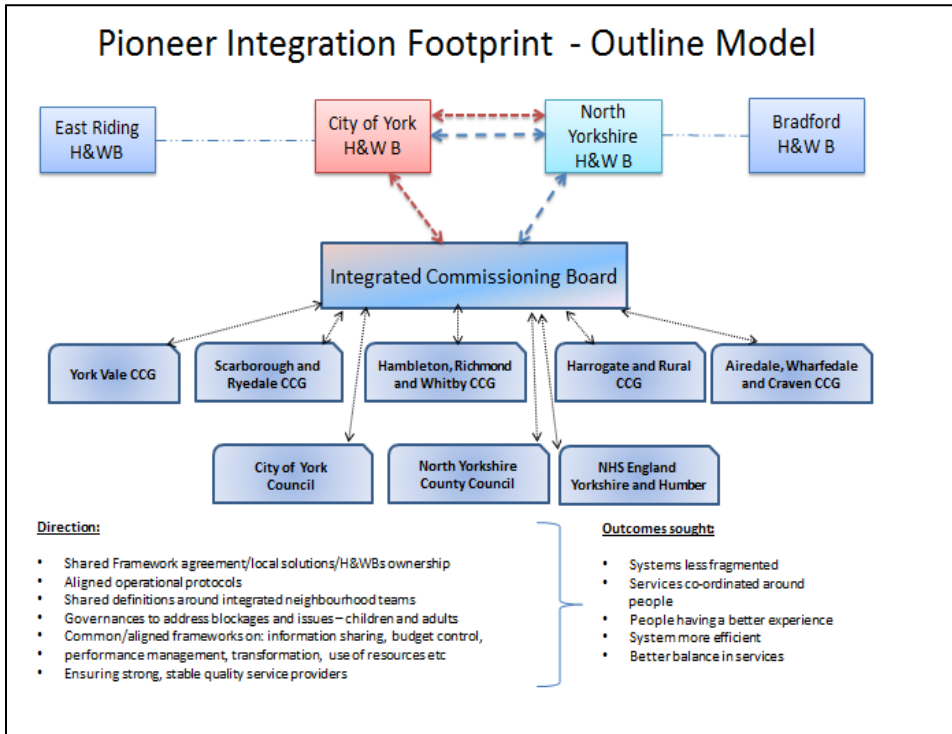 Pioneer Integration Footprint - Outline Model
East Riding
H&WB
City of York
H&W B
North
Yorkshire
H&W B
Bradford
H&W B
Integrated Commissioning Board
York Vale CCG
Scarborough and
Ryedale CCG
Hambleton, Richmond
and Whitby CCG
Harrogate and Rural
CCG
Airedale, Wharfedale
and Craven CCG
City of York
Council
North Yorkshire
County Council
NHS England
Yorkshire and Humber
Direction:
• Shared Framework agreement/local solutions/H&WBs ownership
• Aligned operational protocols
• Shared definitions around integrated neighbourhood teams
• Governances to address blockages and issues – children and adults
• Common/aligned frameworks on: information sharing, budget control,
• performance management, transformation, use of resources etc
• Ensuring strong, stable quality service providers
Outcomes sought:
• Systems less fragmented
• Services co-ordinated around
people
• People having a better experience
• System more efficient
• Better balance in services